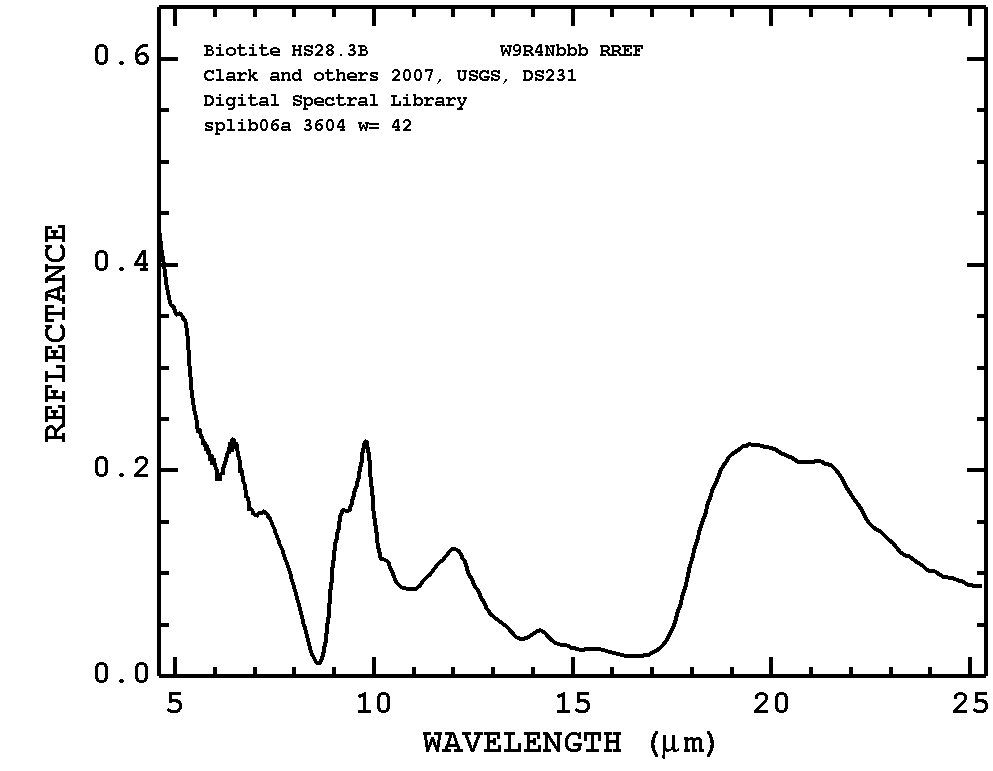 Biotite HS28.3B W9R4Nbbb RREF
Clark and others 2007, USGS, DS231
Digital Spectral Library
splib06a 3604 w= 42
REFLECTANCE
0.6
0.4
0.2
0.0
5 10 15 20 25
WAVELENGTH (μm)